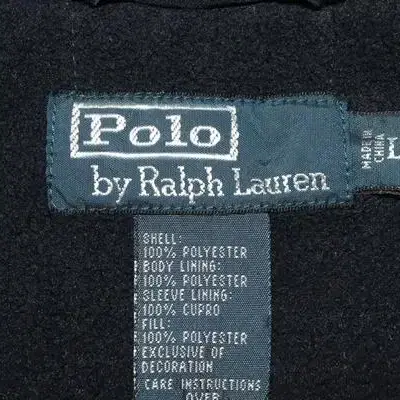 Polo
by Ralph Lauren
MADE IN
CHINA
L
SHELL:
100% POLYESTER
BODY LINING:
100% POLYESTER
SLEEVE LINING:
100% CUPRO
FILL:
100% POLYESTER
EXCLUSIVE OF
DECORATION
CARE INSTRUCTIONS
OVER